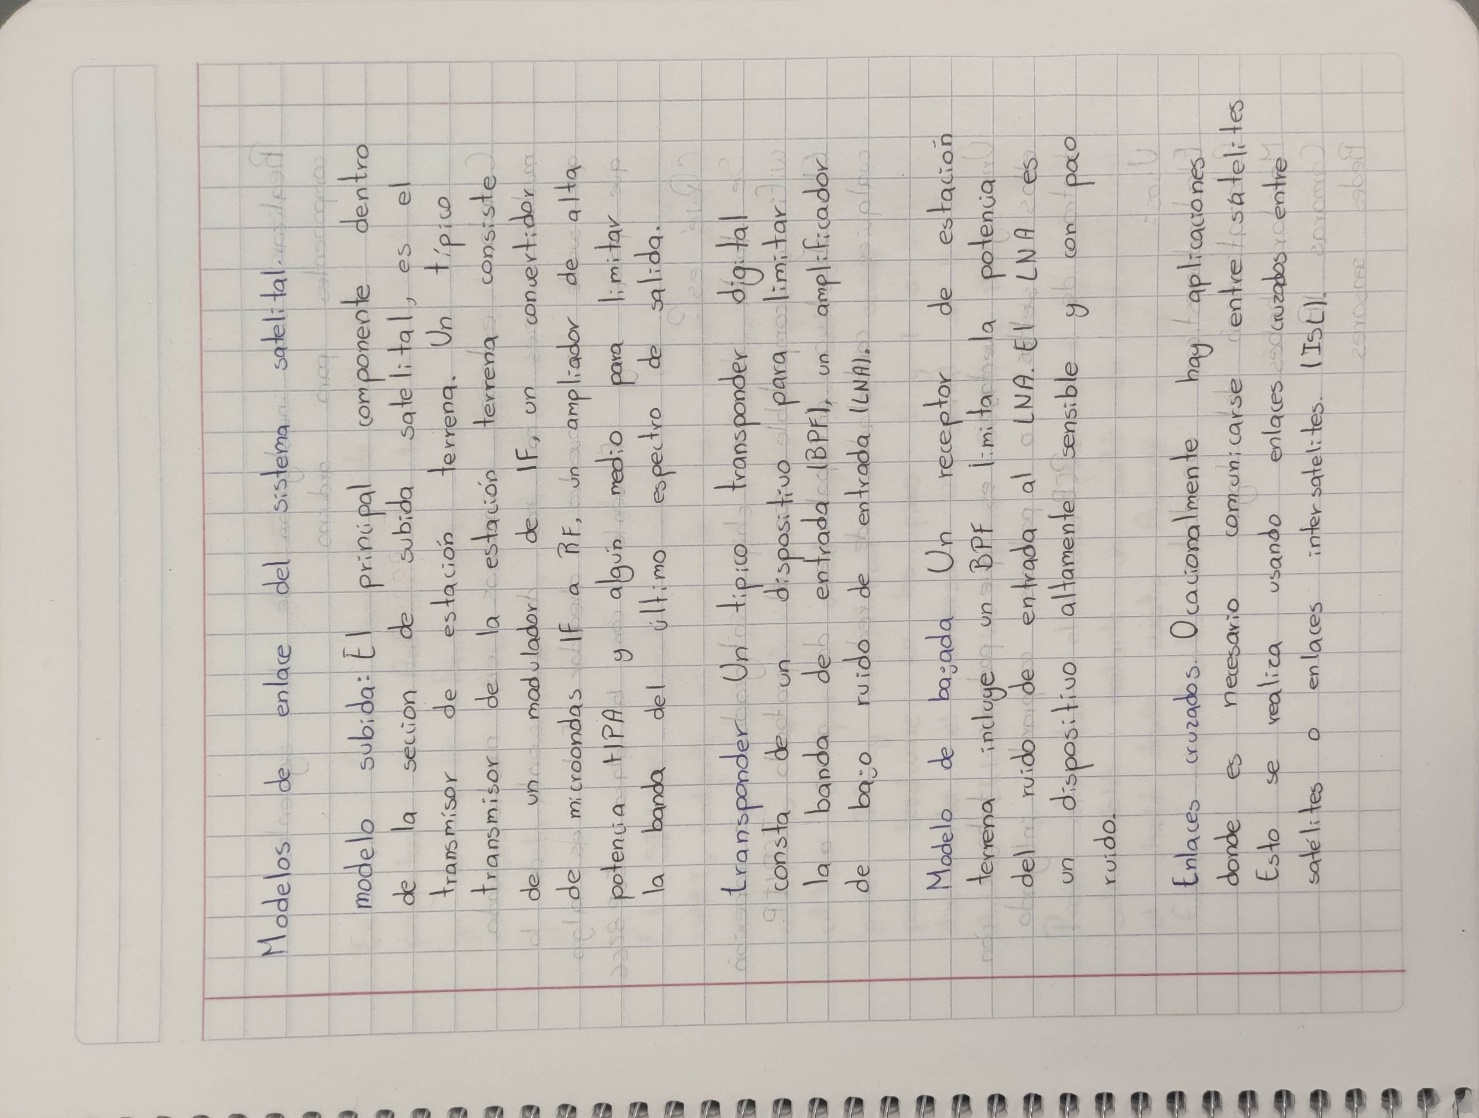 Modelos de enlace del sistema satelital.
modelo subida: El principal componente dentro
de la sección de subida satelital, es el
transmisor de estación terrena. Un típico
transmisor de la estación terrena consiste
de un modulador de IF, un convertidor
de microondas IF a RF, un ampliador de alta
potencia HPA y algun medio para limitar
la banda del último espectro de salida.
transponder Un tipico transponder digital
consta de un dispositivo para limitar
la banda de entrada (BPF), un amplificador
de bajo ruido de entrada (LNA).
Modelo de bajada Un receptor de estación
terrena incluye un BPF limita la potencia
del ruido de entrada al LNA. El LNA es
un dispositivo altamente sensible y con poco
ruido.
Enlaces cruzados. Ocacionalmente hay aplicaciones
donde es necesario comunicarse entre satelites
Esto se realiza usando enlaces cruzados entre
satélites o enlaces intersatelites. (ISL).